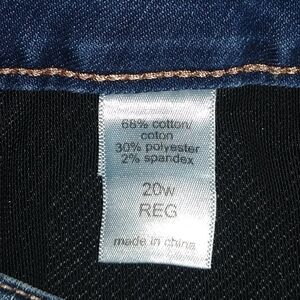 68% cotton/
coton
30% polyester
2% spandex
20w
REG
made in china